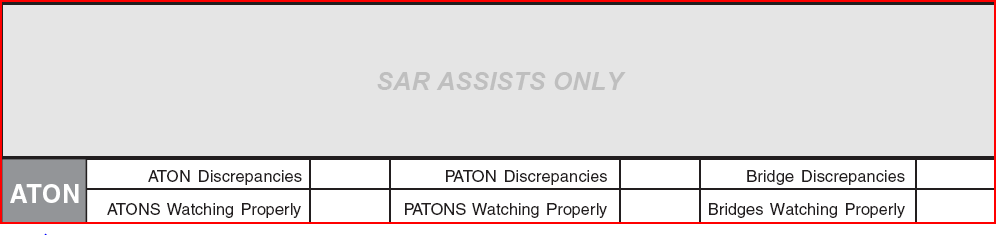 SAR ASSISTS ONLY
ATON
ATON Discrepancies
PATON Discrepancies
Bridge Discrepancies
ATONS Watching Properly
PATONS Watching Properly
Bridges Watching Properly